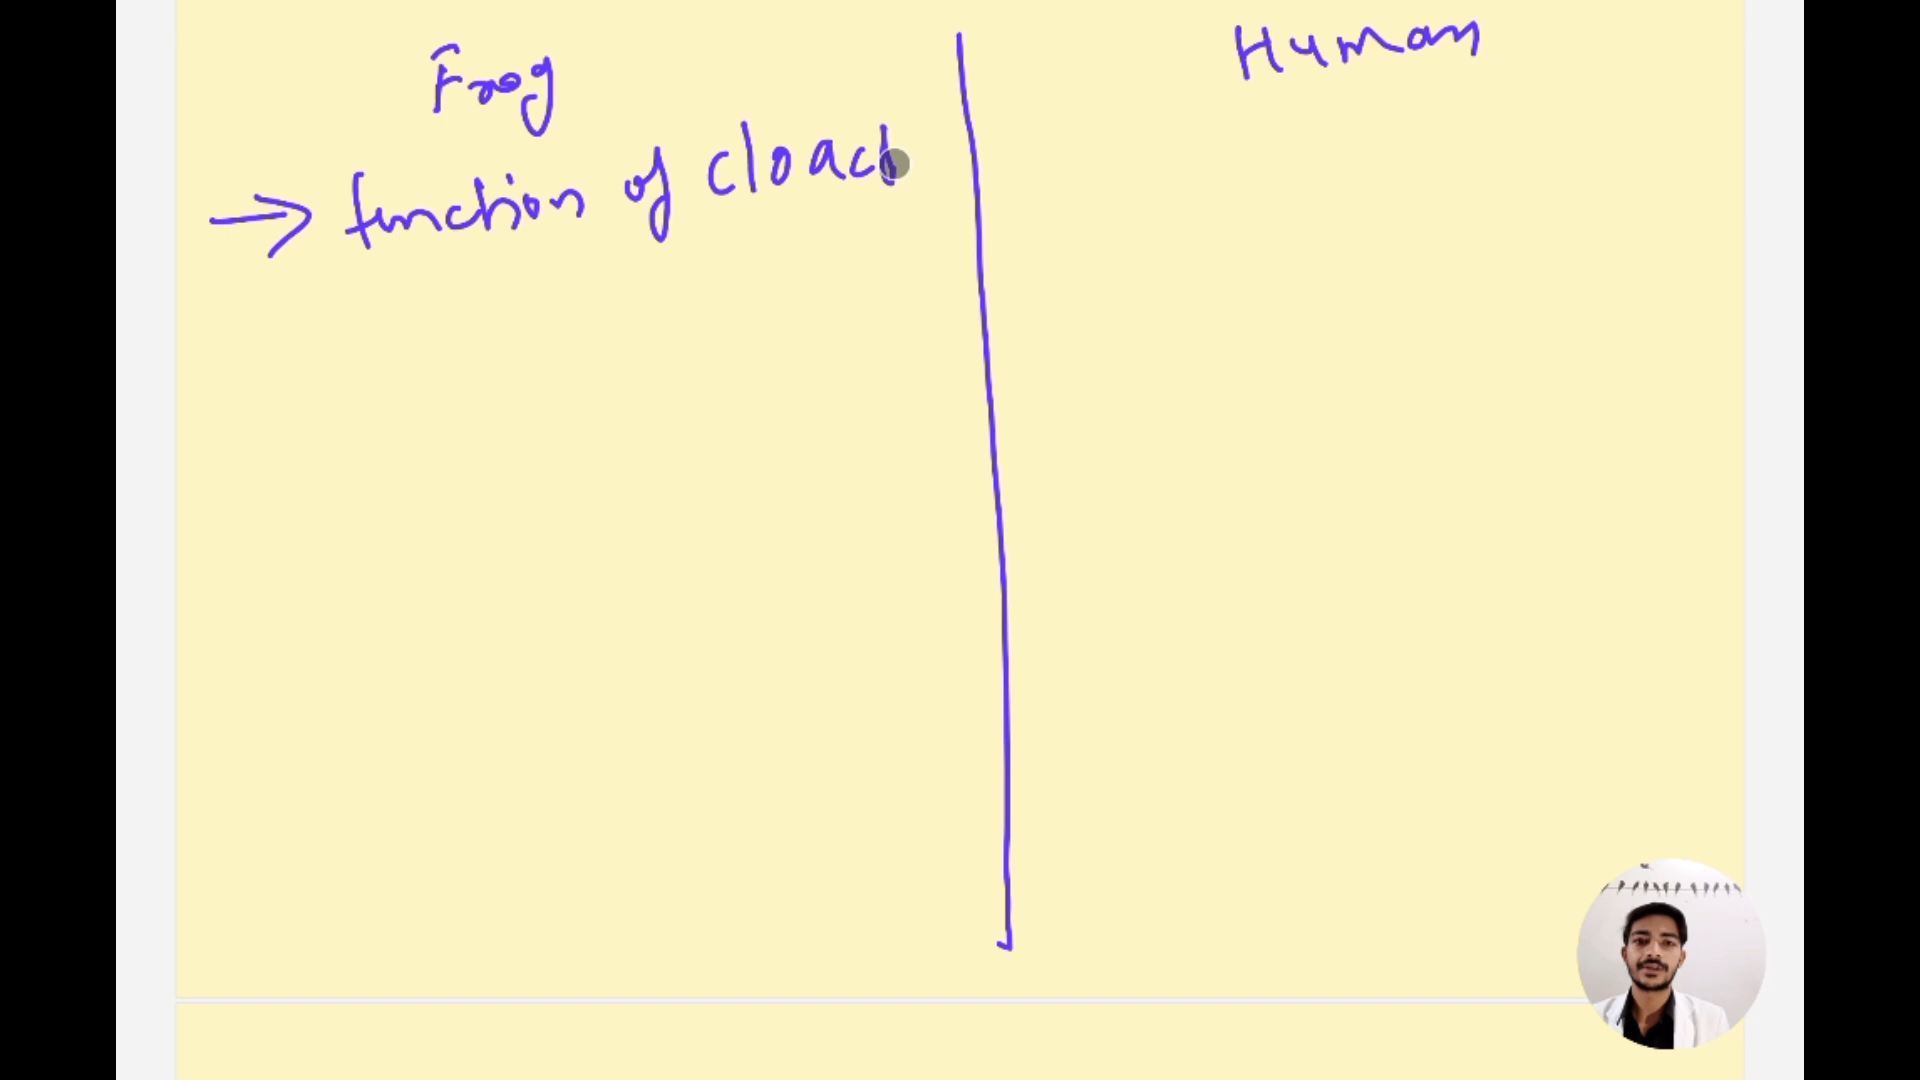 Frog
Human
→ function of cloac